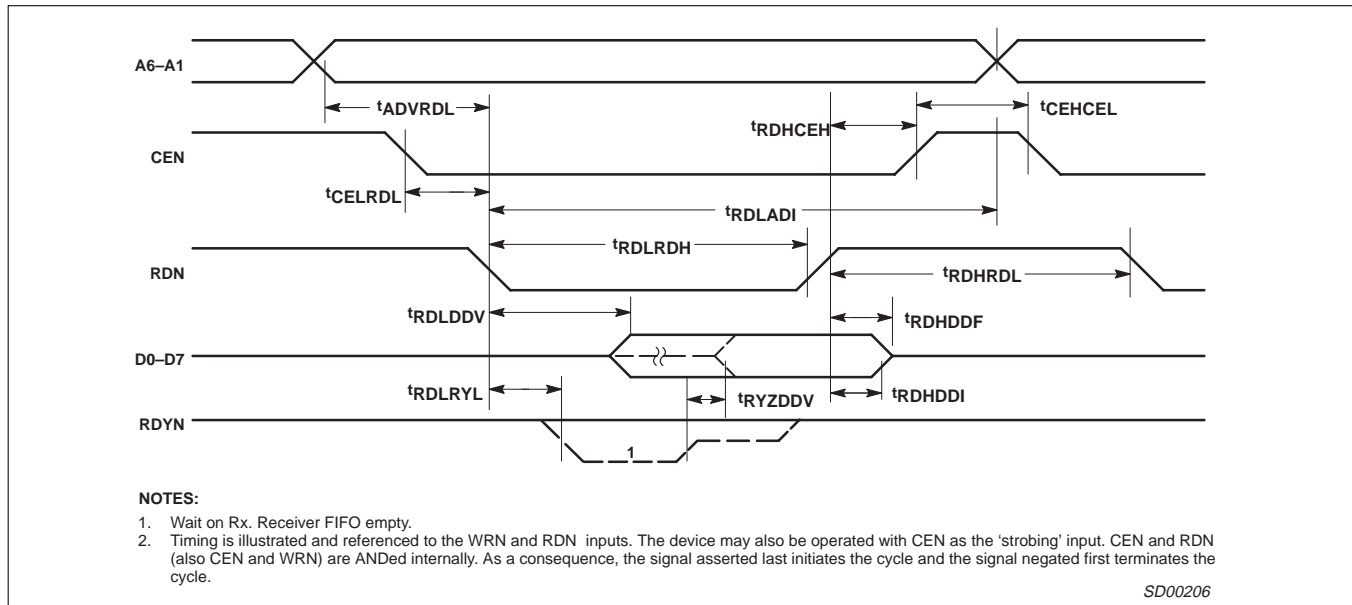 A6–A1
tADVRDL
tCEHCEL
tRDHCEH
CEN
tCELRDL
tRDLADI
tRDLRDH
RDN
tRDHRDL
tRDLDDV
tRDHDDF
D0–D7
tRDLRYL
tRYZDDV
tRDHDDI
RDYN
1
NOTES:
1. Wait on Rx. Receiver FIFO empty.
2. Timing is illustrated and referenced to the WRN and RDN inputs. The device may also be operated with CEN as the ‘strobing’ input. CEN and RDN
(also CEN and WRN) are ANDed internally. As a consequence, the signal asserted last initiates the cycle and the signal negated first terminates the
cycle.
SD00206